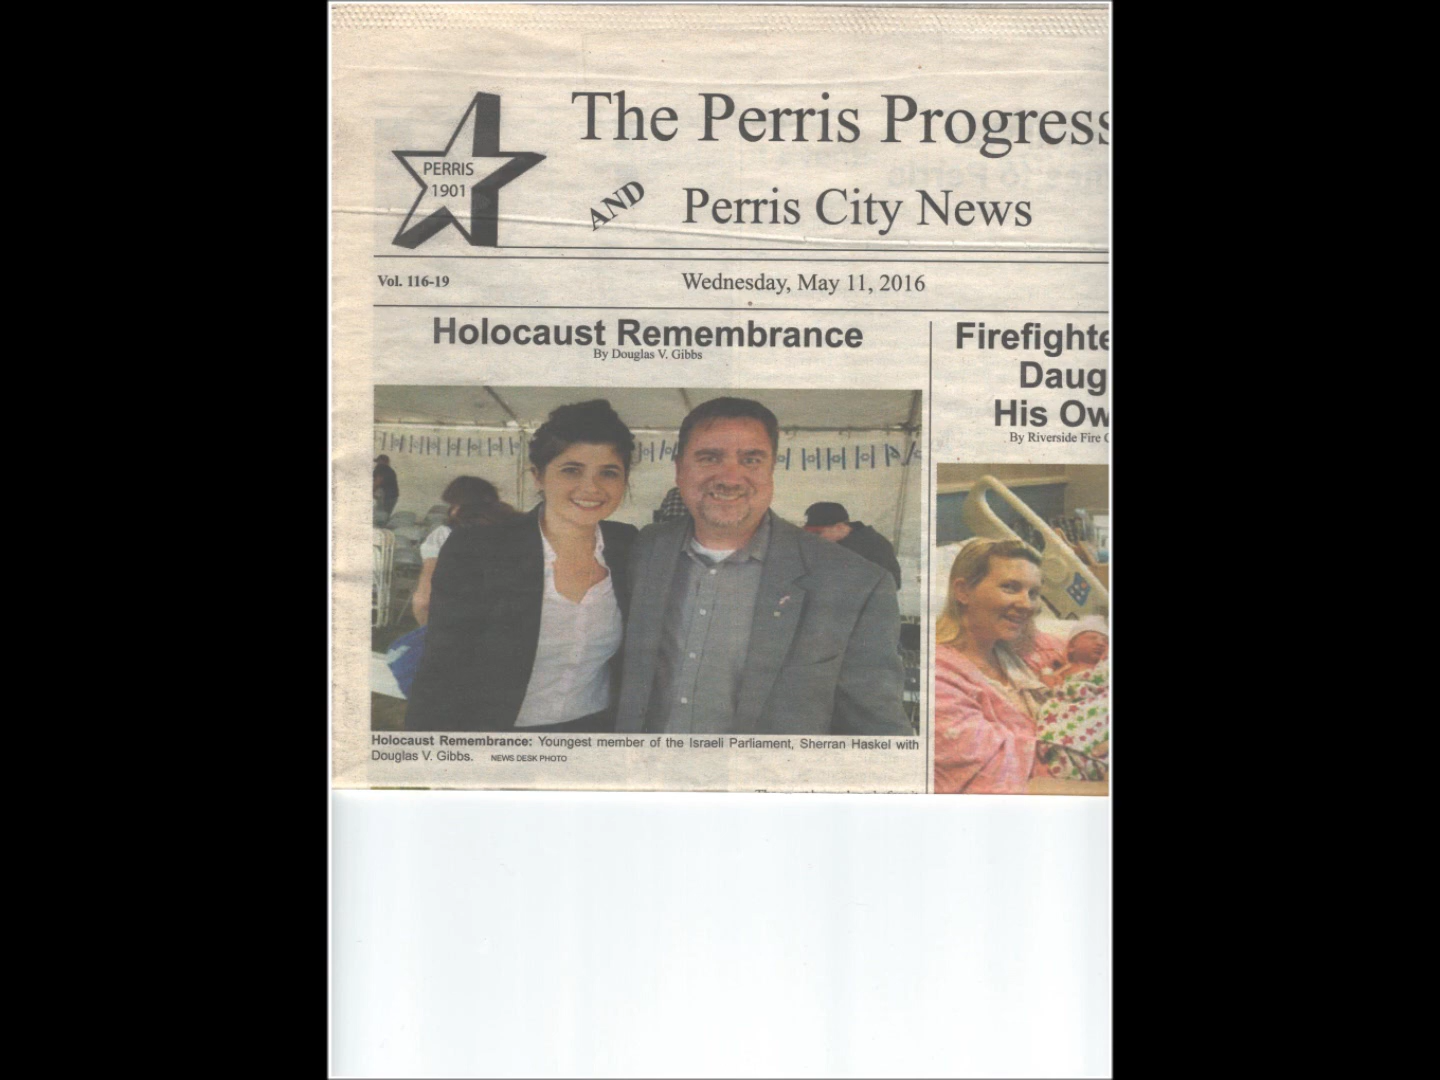 The Perris Progress
PERRIS
1901
AND
Perris City News
Vol. 116-19
Wednesday, May 11, 2016
Holocaust Remembrance
By Douglas V. Gibbs
Holocaust Remembrance: Youngest member of the Israeli Parliament, Sherran Haskel with
Douglas V. Gibbs. NEWS DESK PHOTO
Firefighte
Daug
His Ow
By Riverside Fire